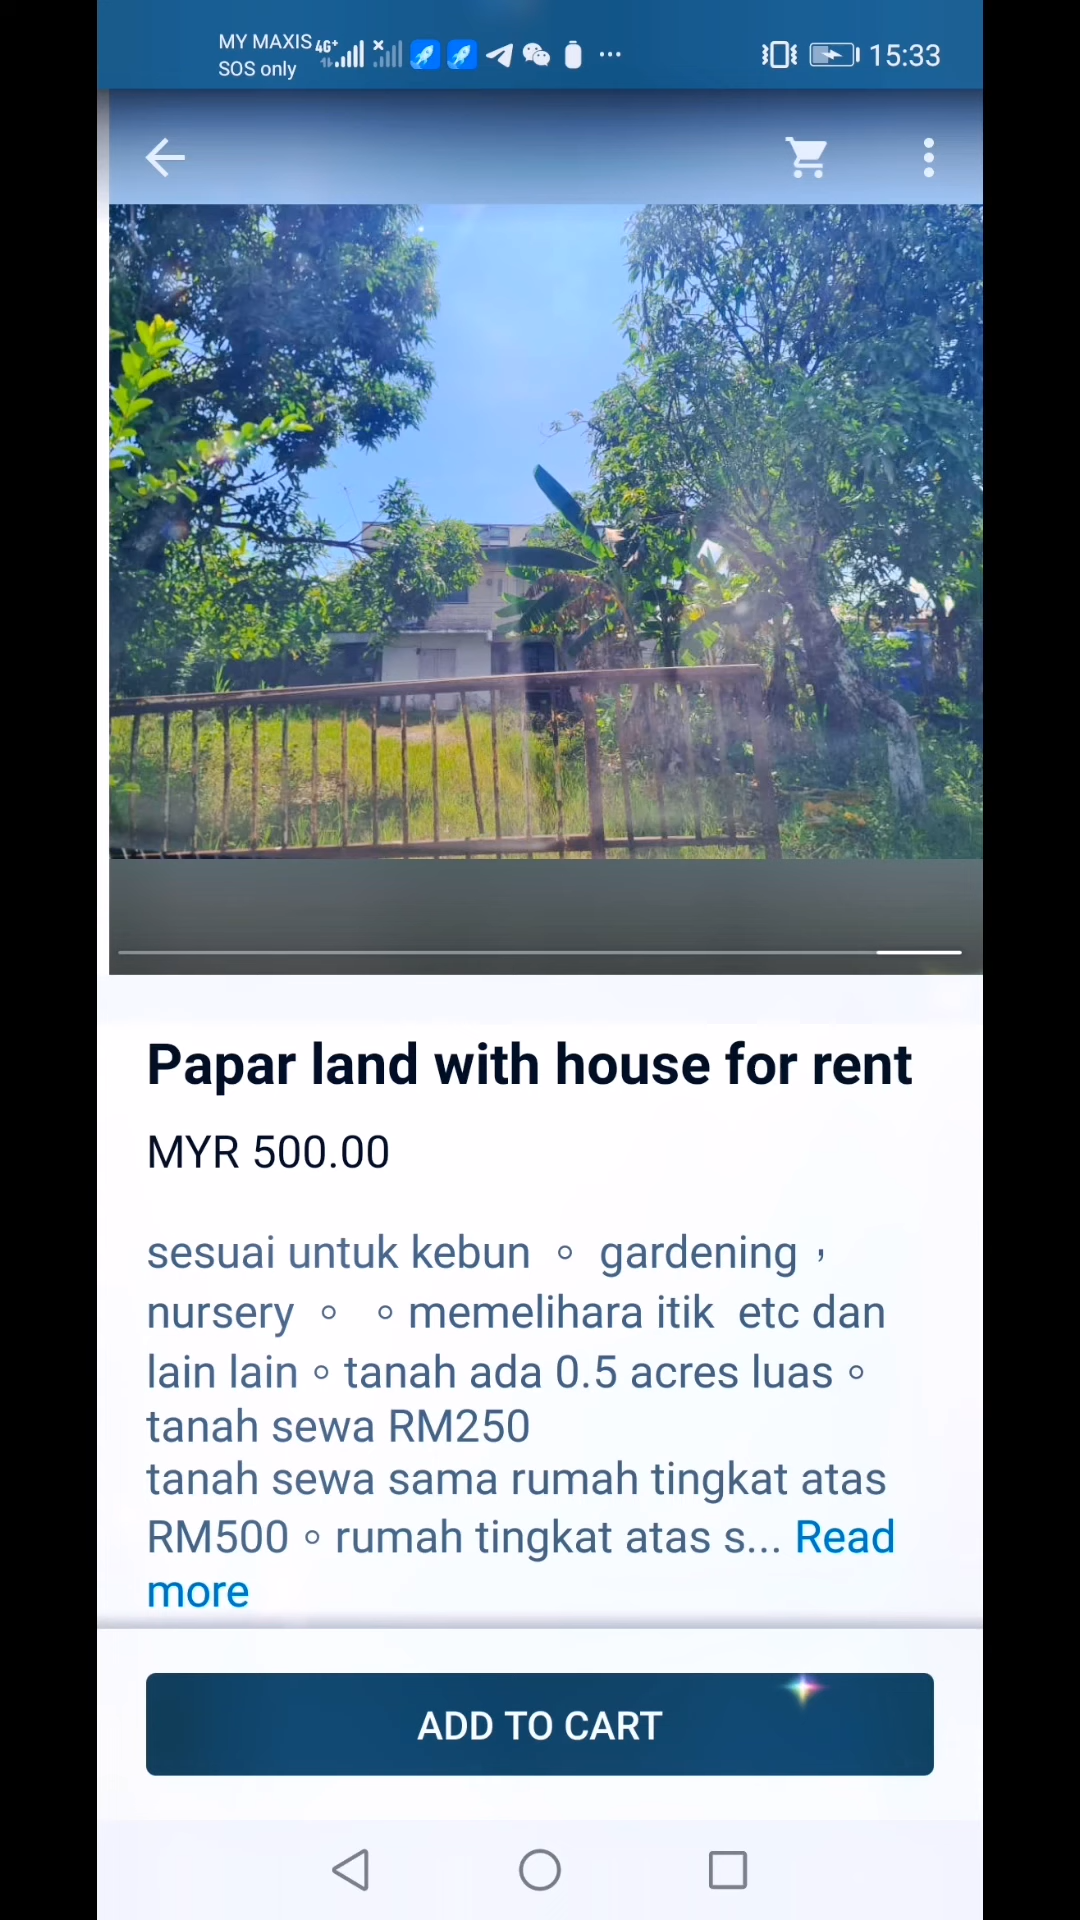 MY MAXIS 4G+
SOS only
15:33
Papar land with house for rent
MYR 500.00
sesuai untuk kebun 。 gardening ，
nursery 。 。memelihara itik  etc dan
lain lain。tanah ada 0.5 acres luas。
tanah sewa RM250
tanah sewa sama rumah tingkat atas
RM500。rumah tingkat atas s... Read
more
ADD TO CART